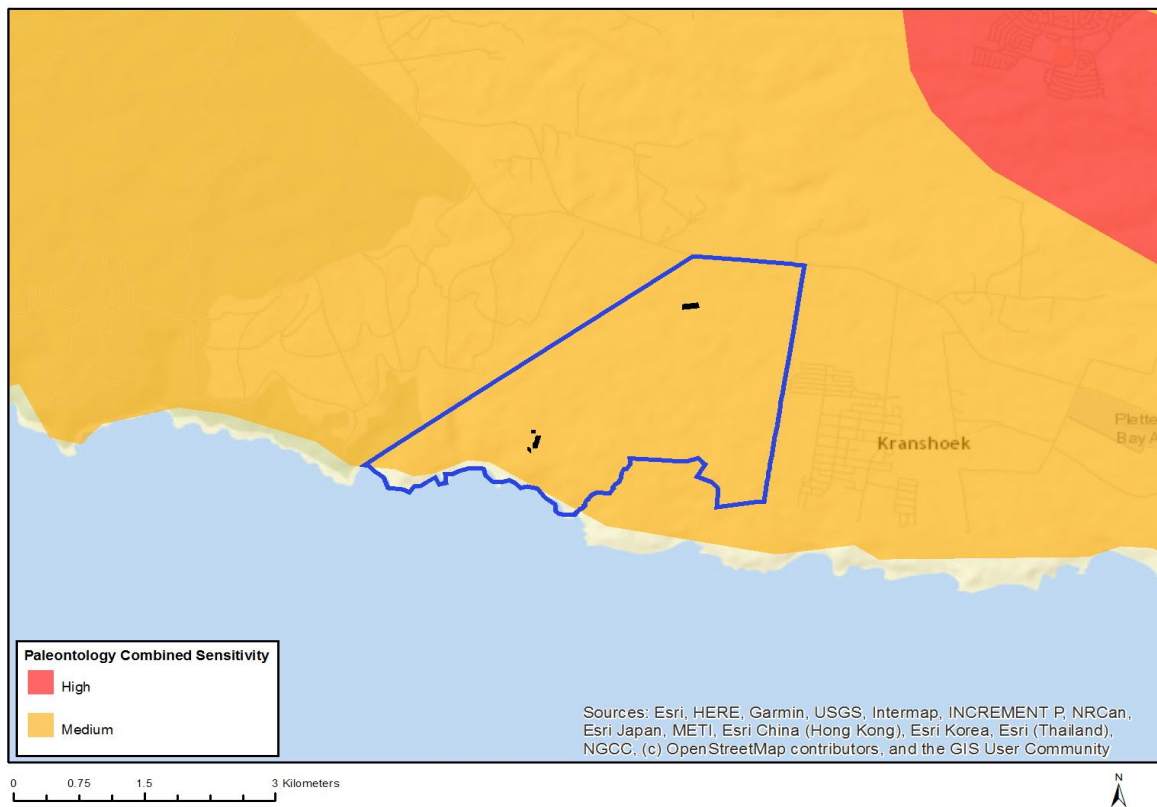 Kranshoek
Plette
Bay A
Paleontology Combined Sensitivity
High
Medium
Sources: Esri, HERE, Garmin, USGS, Intermap, INCREMENT P, NRCan,
Esri Japan, METI, Esri China (Hong Kong), Esri Korea, Esri (Thailand),
NGCC, (c) OpenStreetMap contributors, and the GIS User Community
0 0.75 1.5 3 Kilometers
N